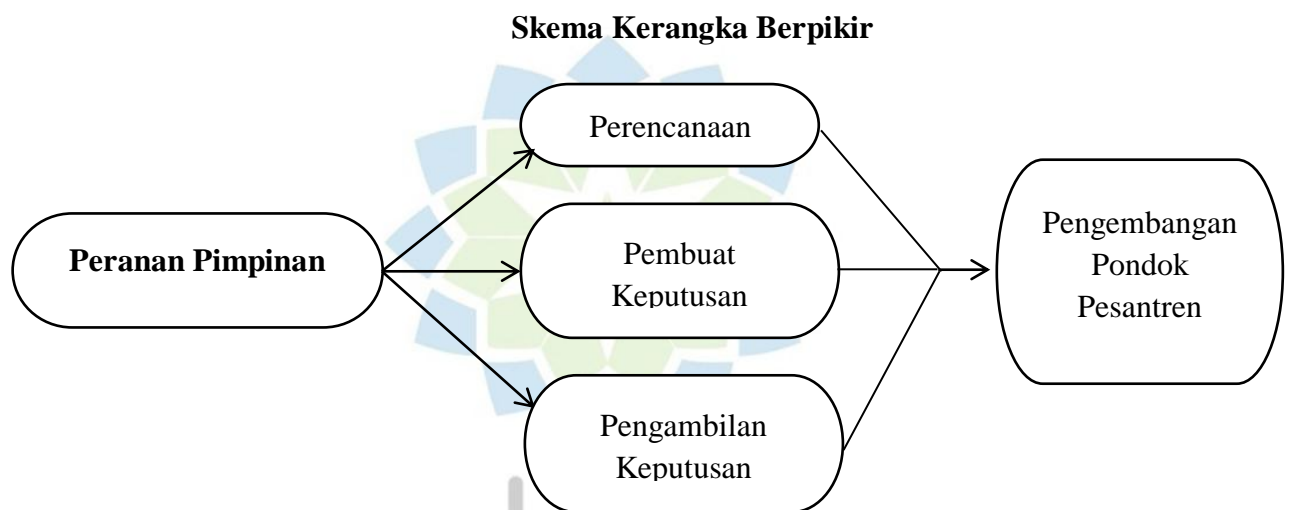 Skema Kerangka Berpikir
Peranan Pimpinan
Perencanaan
Pembuat
Keputusan
Pengambilan
Keputusan
Pengembangan
Pondok
Pesantren